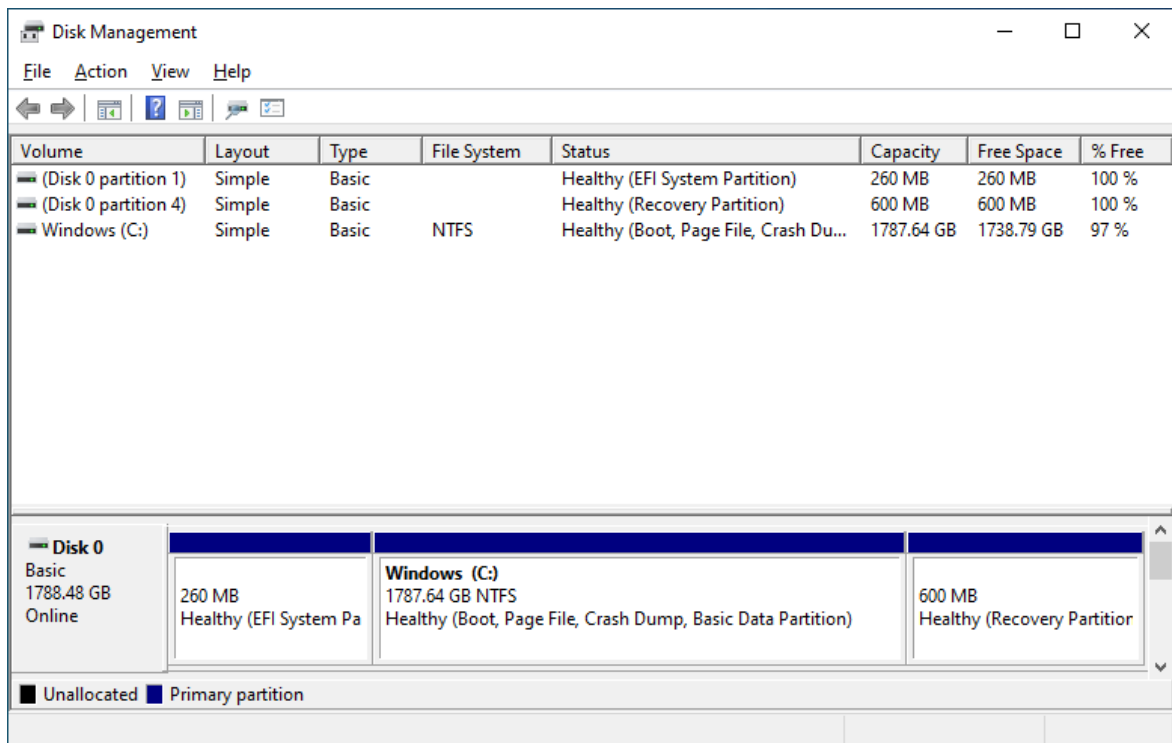 Disk Management
File Action View Help
Volume Layout Type File System Status Capacity Free Space % Free
(Disk 0 partition 1) Simple Basic Healthy (EFI System Partition) 260 MB 260 MB 100 %
(Disk 0 partition 4) Simple Basic Healthy (Recovery Partition) 600 MB 600 MB 100 %
Windows (C:) Simple Basic NTFS Healthy (Boot, Page File, Crash Du... 1787.64 GB 1738.79 GB 97 %
Disk 0
Basic
1788.48 GB
Online
260 MB
Healthy (EFI System Pa
Windows (C:)
1787.64 GB NTFS
Healthy (Boot, Page File, Crash Dump, Basic Data Partition)
600 MB
Healthy (Recovery Partition
Unallocated Primary partition